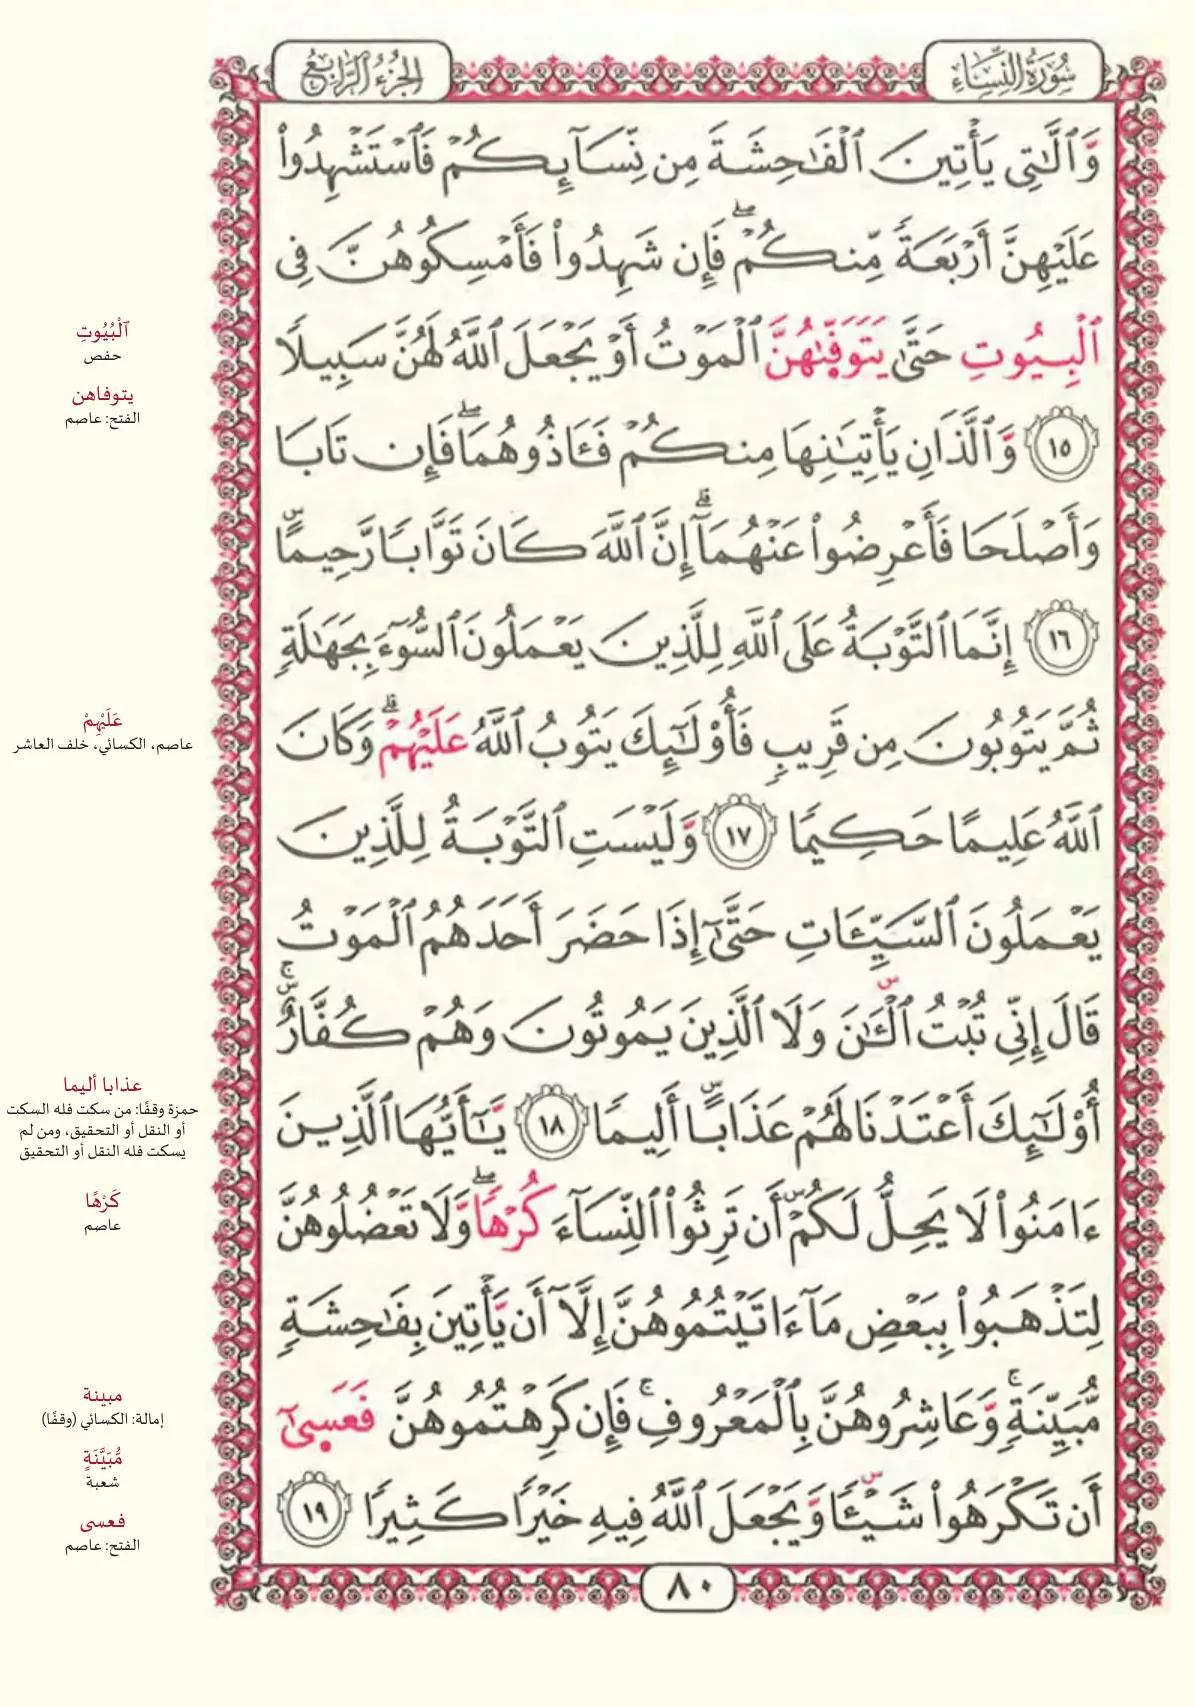 سُورَةُ النِّسَاءِ
الجُزْءُ الرَّابِعُ
وَٱلَّٰتِى يَأْتِينَ ٱلْفَٰحِشَةَ مِن نِّسَآئِكُمْ فَٱسْتَشْهِدُوا۟
عَلَيْهِنَّ أَرْبَعَةً مِّنكُمْ ۖ فَإِن شَهِدُوا۟ فَأَمْسِكُوهُنَّ فِى
ٱلْبِيُوتِ حَتَّىٰ يَتَوَفَّىٰهُنَّ ٱلْمَوْتُ أَوْ يَجْعَلَ ٱللَّهُ لَهُنَّ سَبِيلًا
١٥ وَٱلَّذَانِ يَأْتِيَٰنِهَا مِنكُمْ فَـَٔاذُوهُمَا ۖ فَإِن تَابَا
وَأَصْلَحَا فَأَعْرِضُوا۟ عَنْهُمَآ ۗ إِنَّ ٱللَّهَ كَانَ تَوَّابًا رَّحِيمًا
١٦ إِنَّمَا ٱلتَّوْبَةُ عَلَى ٱللَّهِ لِلَّذِينَ يَعْمَلُونَ ٱلسُّوٓءَ بِجَهَٰلَةٍ
ثُمَّ يَتُوبُونَ مِن قَرِيبٍ فَأُو۟لَٰٓئِكَ يَتُوبُ ٱللَّهُ عَلَيْهُمْ ۗ وَكَانَ
ٱللَّهُ عَلِيمًا حَكِيمًا ١٧ وَلَيْسَتِ ٱلتَّوْبَةُ لِلَّذِينَ
يَعْمَلُونَ ٱلسَّيِّـَٔاتِ حَتَّىٰٓ إِذَا حَضَرَ أَحَدَهُمُ ٱلْمَوْتُ
قَالَ إِنِّى تُبْتُ ٱلْـَٰٔنَ وَلَا ٱلَّذِينَ يَمُوتُونَ وَهُمْ كُفَّارٌ ۚ
أُو۟لَٰٓئِكَ أَعْتَدْنَا لَهُمْ عَذَابًا أَلِيمًا ١٨ يَٰٓأَيُّهَا ٱلَّذِينَ
ءَامَنُوا۟ لَا يَحِلُّ لَكُمْ أَن تَرِثُوا۟ ٱلنِّسَآءَ كُرْهًا ۖ وَلَا تَعْضُلُوهُنَّ
لِتَذْهَبُوا۟ بِبَعْضِ مَآ ءَاتَيْتُمُوهُنَّ إِلَّآ أَن يَأْتِينَ بِفَٰحِشَةٍ
مُّبَيِّنَةٍ ۚ وَعَاشِرُوهُنَّ بِٱلْمَعْرُوفِ ۚ فَإِن كَرِهْتُمُوهُنَّ فَعَسَىٰٓ
أَن تَكْرَهُوا۟ شَيْـًٔا وَيَجْعَلَ ٱللَّهُ فِيهِ خَيْرًا كَثِيرًا ١٩
٨٠
ٱلْبُيُوتِ
حفص
يتوفاهن
الفتح: عاصم
عَلَيْهِمْ
عاصم، الكسائي، خلف العاشر
عذابا أليما
حمزة وقفًا: من سكت فله السكت
أو النقل أو التحقيق، ومن لم
يسكت فله النقل أو التحقيق
كَرْهًا
عاصم
مبينة
إمالة: الكسائي (وقفًا)
مُّبَيَّنَةٍ
شعبة
فعسى
الفتح: عاصم